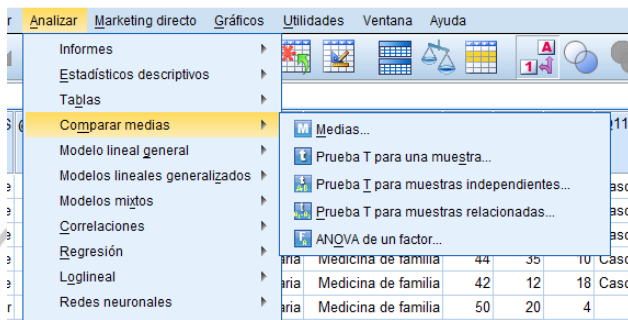 Analizar Marketing directo Gráficos Utilidades Ventana Ayuda
Informes
Estadísticos descriptivos
Tablas
Comparar medias
Modelo lineal general
Modelos lineales generalizados
Modelos mixtos
Correlaciones
Regresión
Loglineal
Redes neuronales
Medias...
Prueba T para una muestra...
Prueba T para muestras independientes...
Prueba T para muestras relacionadas...
ANOVA de un factor...
aria Medicina de familia 44 35 10 Caso
aria Medicina de familia 42 12 18 Caso
aria Medicina de familia 50 20 4